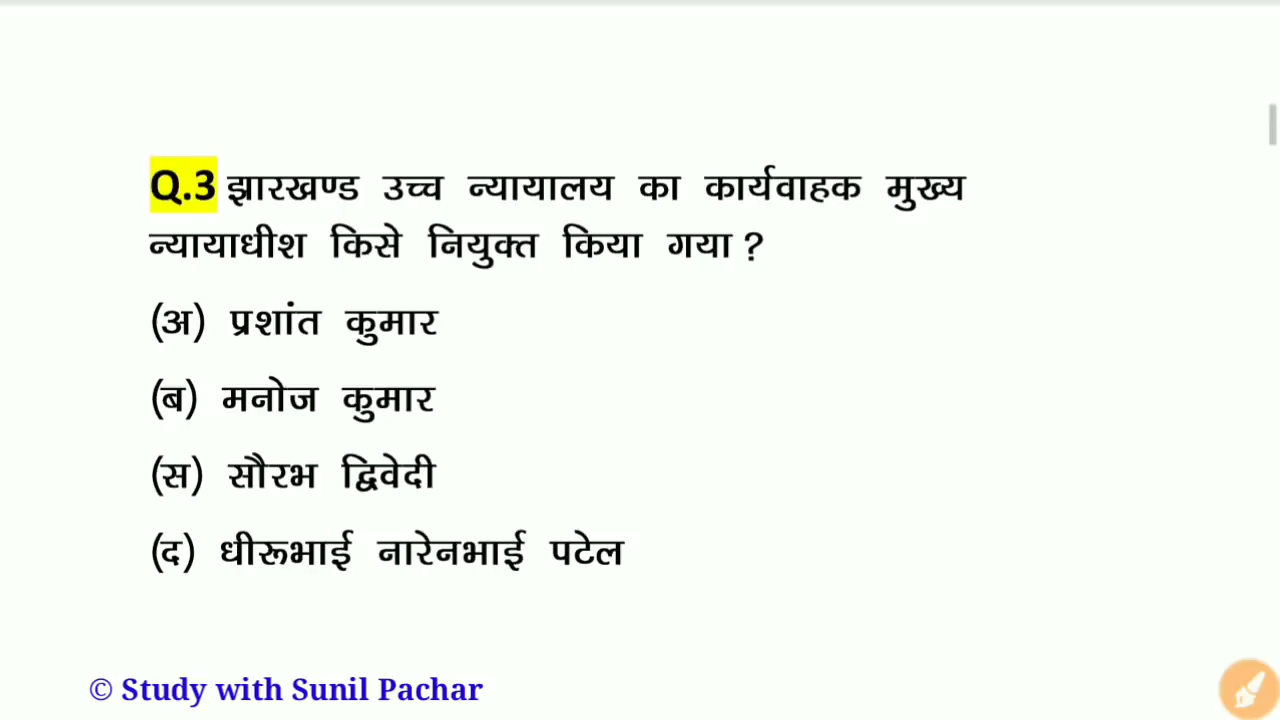 Q.3 झारखण्ड उच्च न्यायालय का कार्यवाहक मुख्य
न्यायाधीश किसे नियुक्त किया गया ?
(अ) प्रशांत कुमार
(ब) मनोज कुमार
(स) सौरभ द्विवेदी
(द) धीरूभाई नारेनभाई पटेल
© Study with Sunil Pachar